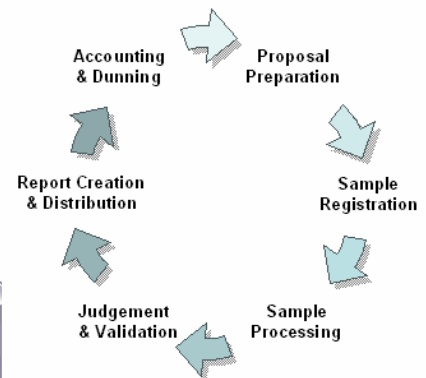 Accounting
& Dunning
Proposal
Preparation
Sample
Registration
Sample
Processing
Judgement
& Validation
Report Creation
& Distribution